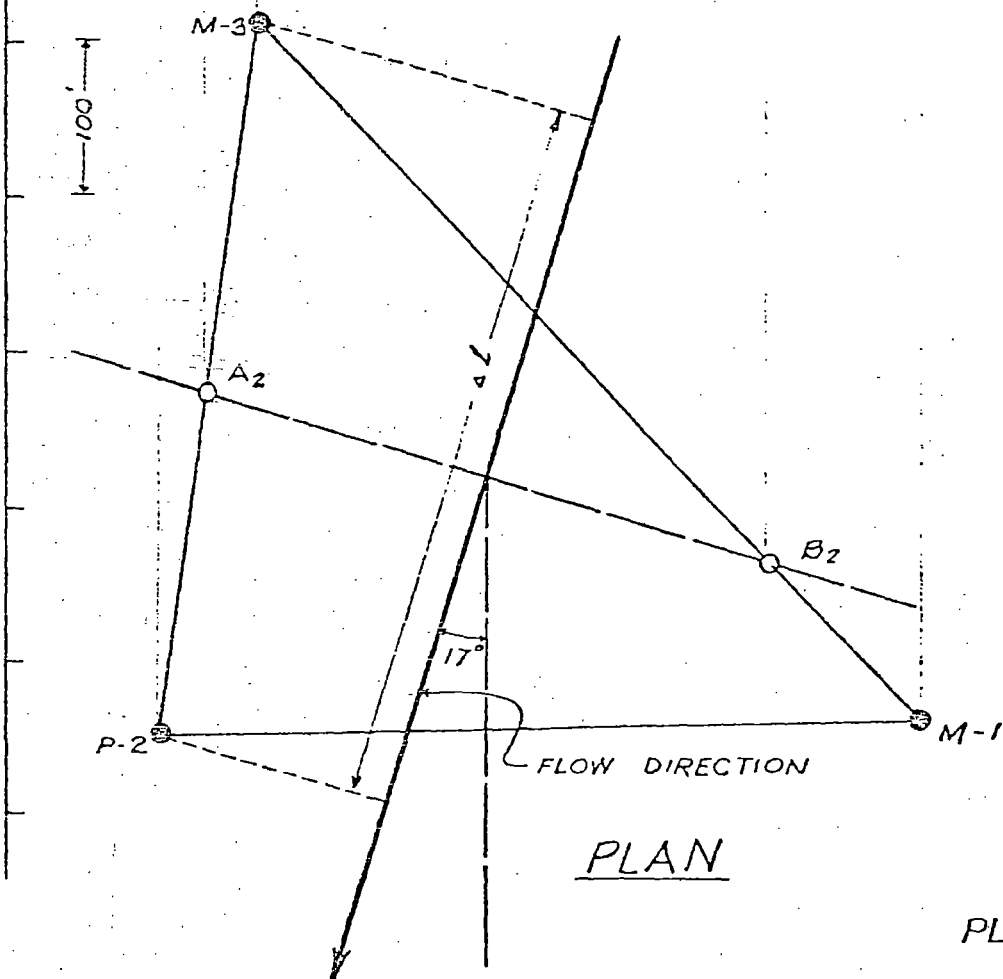 M-3
100'
Δl
A2
B2
17°
P-2
M-1
FLOW DIRECTION
PLAN
PL